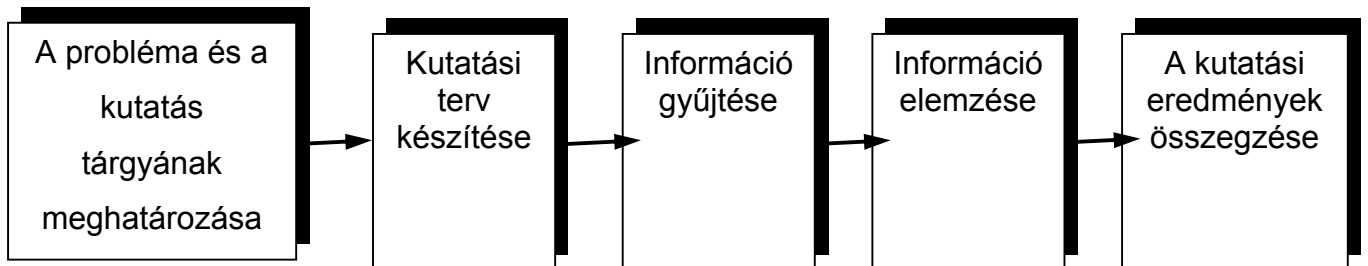 A probléma és a
kutatás
tárgyának
meghatározása
Kutatási
terv
készítése
Információ
gyűjtése
Információ
elemzése
A kutatási
eredmények
összegzése